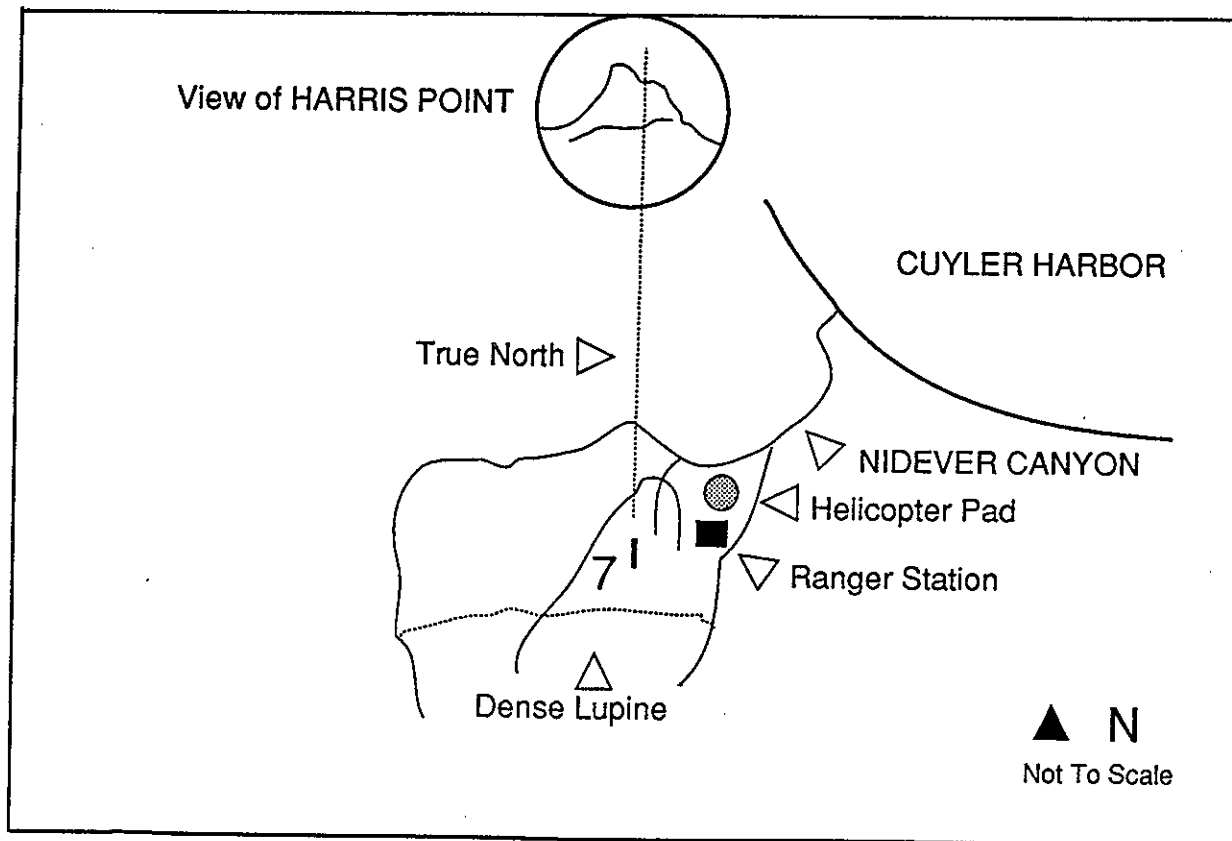 View of HARRIS POINT
CUYLER HARBOR
True North
NIDEVER CANYON
Helicopter Pad
7
Ranger Station
Dense Lupine
N
Not To Scale